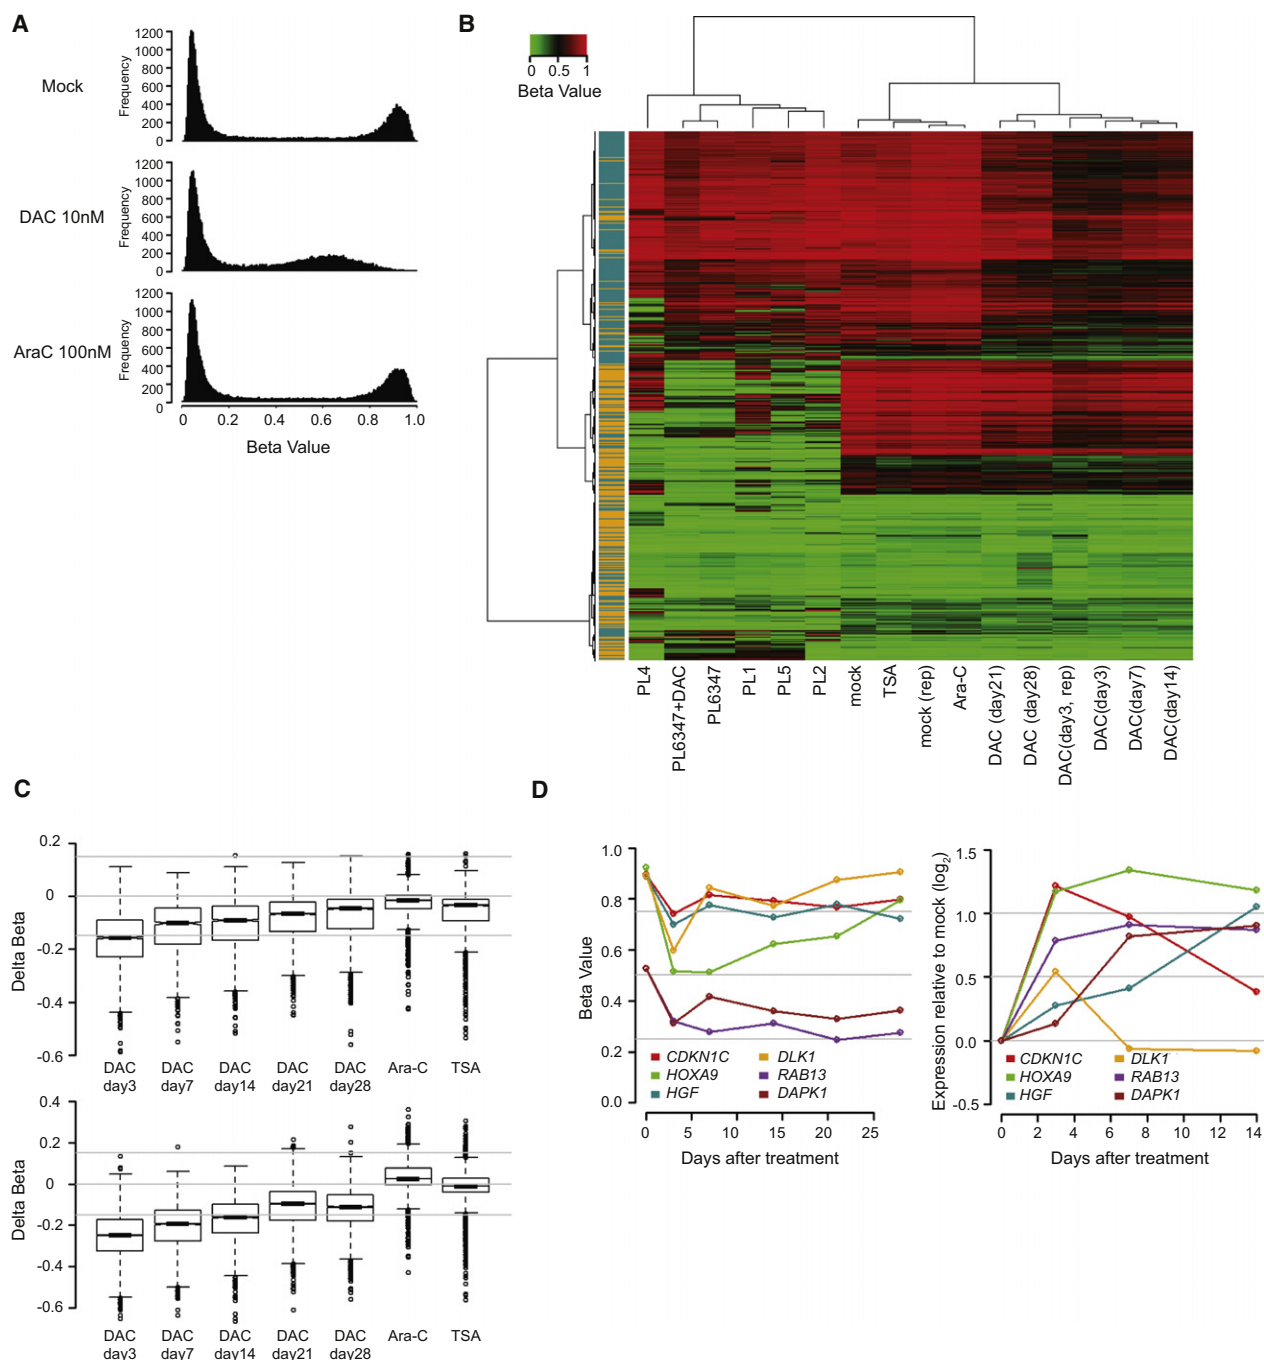 A
Mock
Frequency
1200
1000
800
600
400
200
0
DAC 10nM
Frequency
1200
1000
800
600
400
200
0
AraC 100nM
Frequency
1200
1000
800
600
400
200
0
0 0.2 0.4 0.6 0.8 1.0
Beta Value
B
0 0.5 1
Beta Value
PL4
PL6347+DAC
PL6347
PL1
PL5
PL2
mock
TSA
mock (rep)
Ara-C
DAC (day21)
DAC (day28)
DAC(day3, rep)
DAC(day3)
DAC(day7)
DAC(day14)
C
Delta Beta
0.2
0
-0.2
-0.4
-0.6
DAC DAC DAC DAC DAC Ara-C TSA
day3 day7 day14 day21 day28
Delta Beta
0.4
0.2
0
-0.2
-0.4
-0.6
DAC DAC DAC DAC DAC Ara-C TSA
day3 day7 day14 day21 day28
D
Beta Value
1.0
0.8
0.6
0.4
0.2
0.0
CDKN1C DLK1
HOXA9 RAB13
HGF DAPK1
0 5 10 15 20 25
Days after treatment
Expression relative to mock (log2)
1.5
1.0
0.5
0.0
-0.5
CDKN1C DLK1
HOXA9 RAB13
HGF DAPK1
0 2 4 6 8 10 12 14
Days after treatment